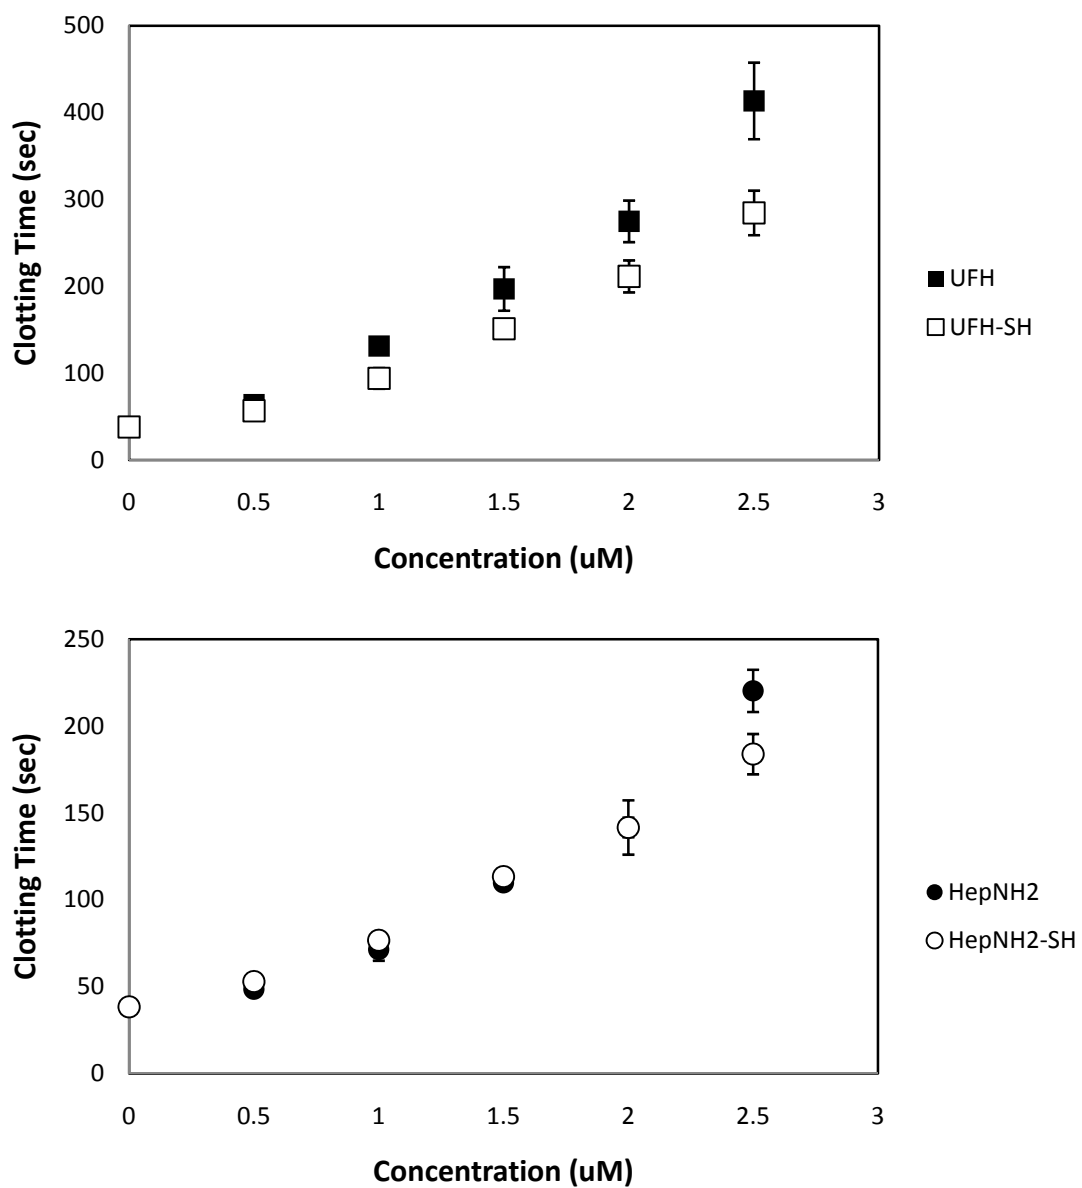 500
400
300
200
100
0
Clotting Time (sec)
0 0.5 1 1.5 2 2.5 3
Concentration (uM)
UFH
UFH-SH
250
200
150
100
50
0
Clotting Time (sec)
0 0.5 1 1.5 2 2.5 3
Concentration (uM)
HepNH2
HepNH2-SH